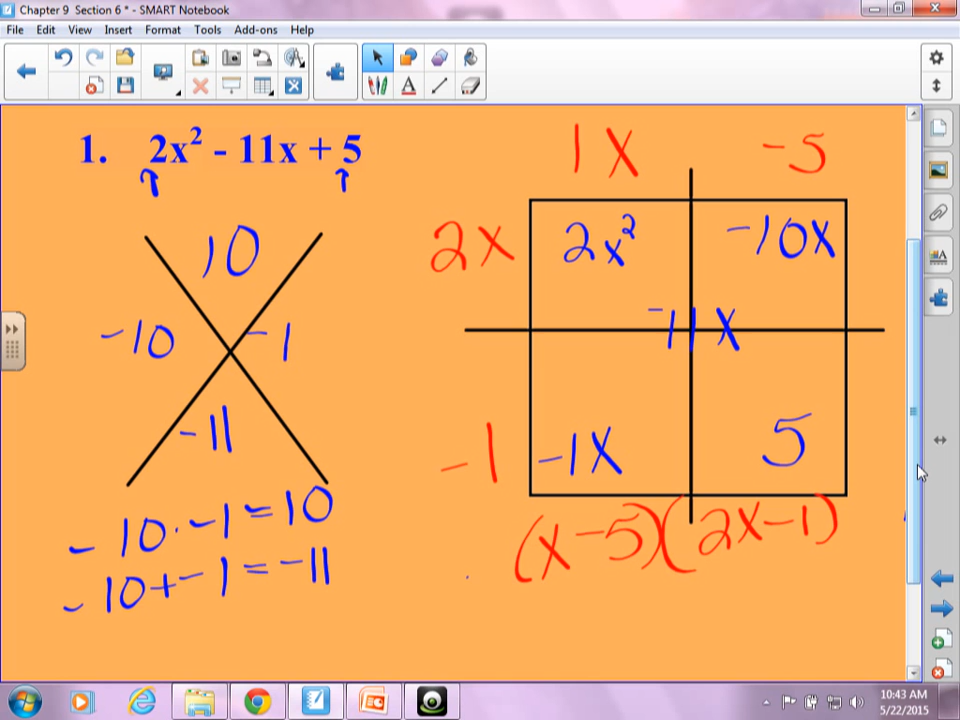 Chapter 9 Section 6 * - SMART Notebook
File Edit View Insert Format Tools Add-ons Help
1. 2x² - 11x + 5
1x -5
10
2x 2x² -10x
-10 -1
-11x
-11
-1 -1x 5
-10·-1=10
(x-5)(2x-1)
-10+-1=-11
10:43 AM
5/22/2015